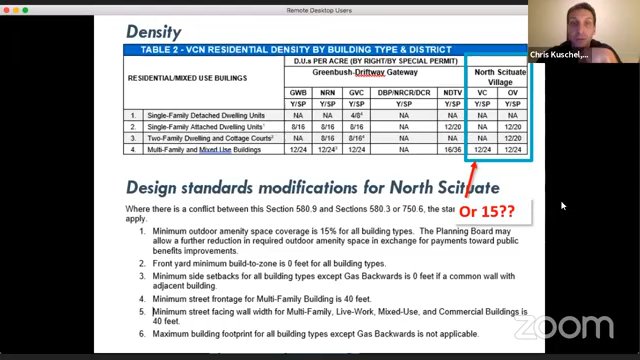 Remote Desktop Users
Density
Chris Kuschel,...
TABLE 2 - VCN RESIDENTIAL DENSITY BY BUILDING TYPE & DISTRICT
RESIDENTIAL/MIXED USE BUILINGS
D.U.s PER ACRE (BY RIGHT/BY SPECIAL PERMIT)
Greenbush-Driftway Gateway
North Scituate Village
GWB NRN GVC DBP/NRCR/DCR NDTV VC OV
Y/SP Y/SP Y/SP Y/SP Y/SP Y/SP Y/SP
1. Single-Family Detached Dwelling Units NA NA 4/8⁴ NA NA NA NA
2. Single-Family Attached Dwelling Units¹ 8/16 8/16 8/16 NA 12/20 NA 12/20
3. Two-Family Dwelling and Cottage Courts² NA 8/16 8/16⁴ NA NA NA 12/20
4. Multi-Family and Mixed Use Buildings 12/24 12/24³ 12/24 NA 16/36 12/24 12/24
Design standards modifications for North Scituate
Or 15??
Where there is a conflict between this Section 580.9 and Sections 580.3 or 750.6, the sta
apply.
1. Minimum outdoor amenity space coverage is 15% for all building types. The Planning Board may
allow a further reduction in required outdoor amenity space in exchange for payments toward public
benefits improvements.
2. Front yard minimum build-to-zone is 0 feet for all building types.
3. Minimum side setbacks for all building types except Gas Backwards is 0 feet if a common wall with
adjacent building.
4. Minimum street frontage for Multi-Family Building is 40 feet.
5. Minimum street facing wall width for Multi-Family, Live-Work, Mixed-Use, and Commercial Buildings is
40 feet.
6. Maximum building footprint for all building types except Gas Backwards is not applicable.
zoom